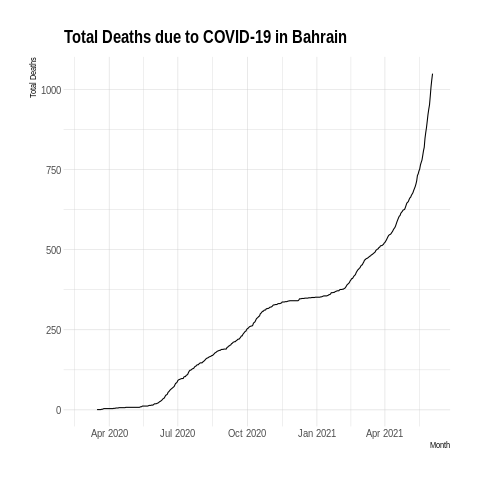 Total Deaths due to COVID-19 in Bahrain
Total Deaths
1000
750
500
250
0
Apr 2020 Jul 2020 Oct 2020 Jan 2021 Apr 2021
Month